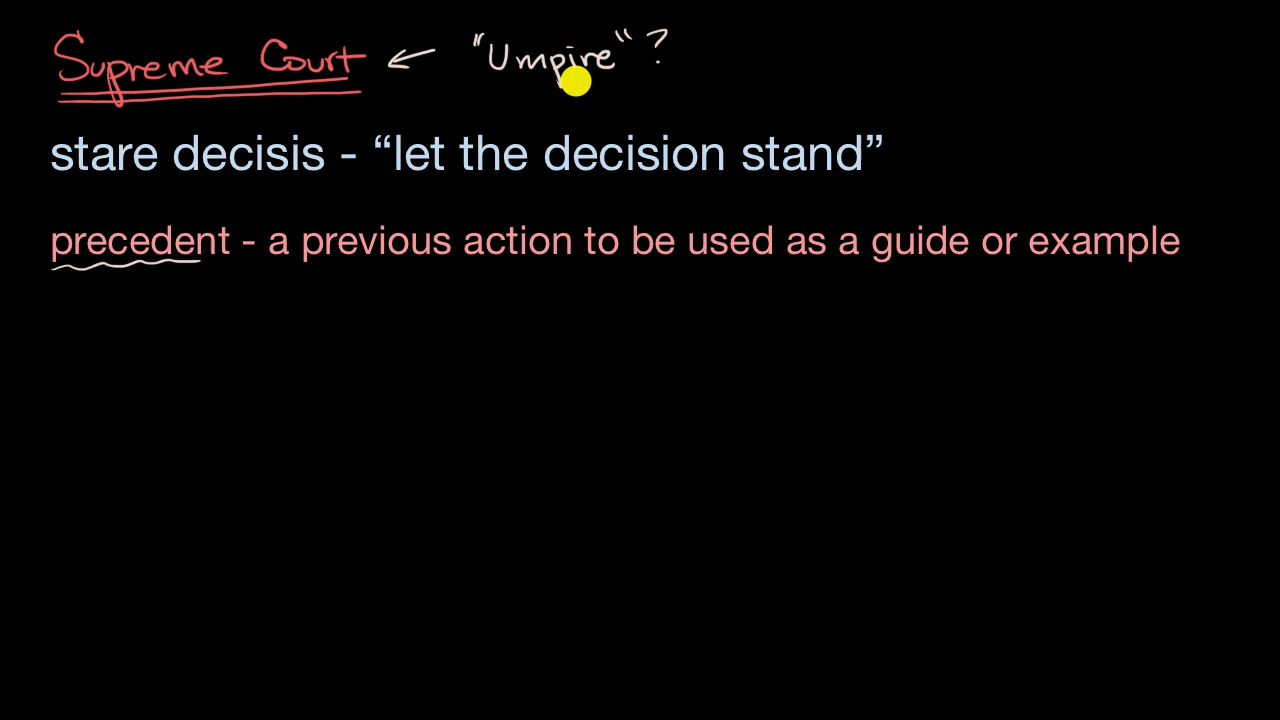 Supreme Court ← "Umpire" ?
stare decisis - “let the decision stand”
precedent - a previous action to be used as a guide or example